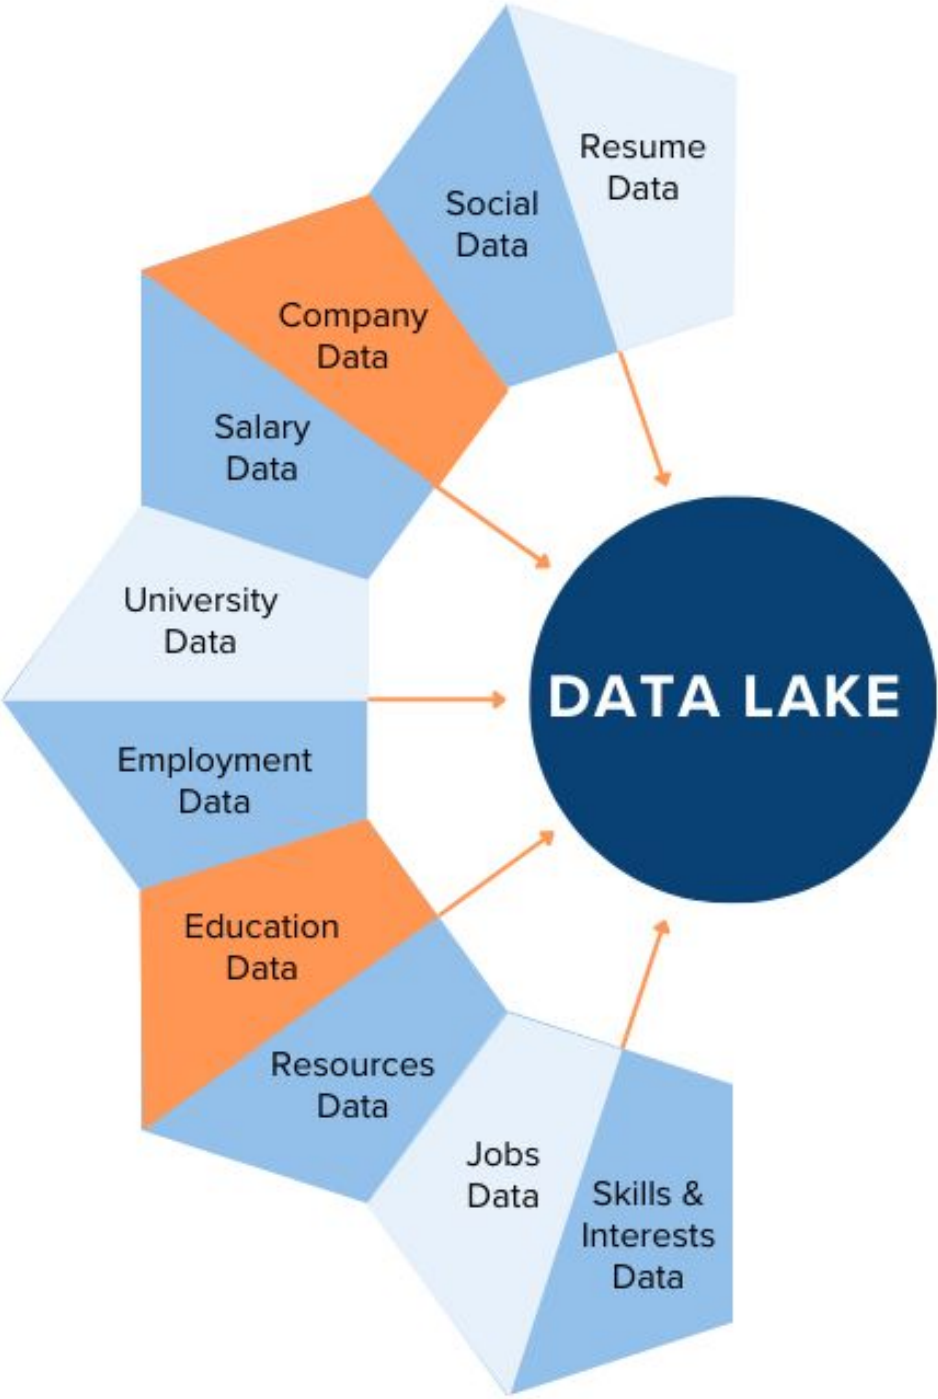 Resume
Data
Social
Data
Company
Data
Salary
Data
University
Data
DATA LAKE
Employment
Data
Education
Data
Resources
Data
Jobs
Data
Skills &
Interests
Data